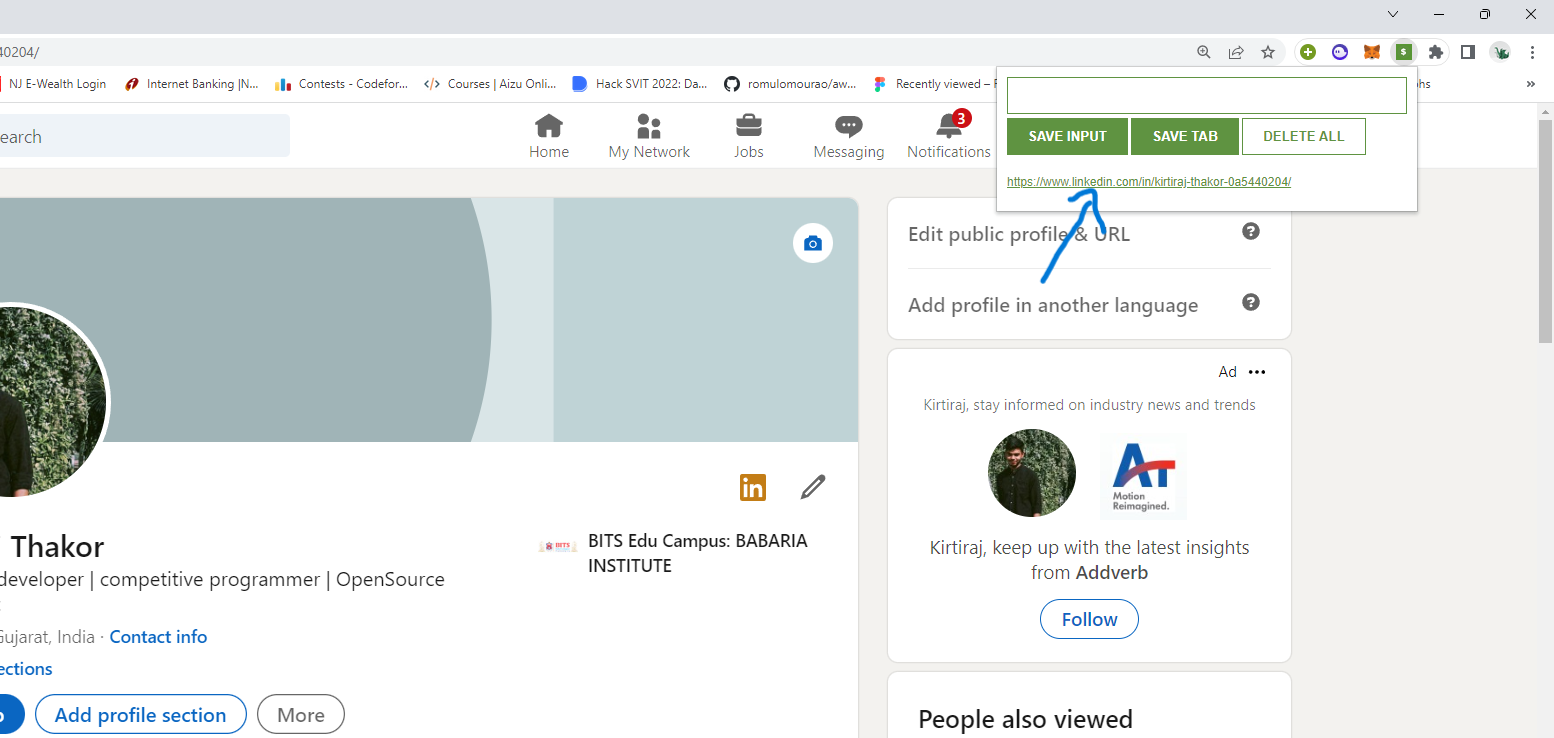 40204/
NJ E-Wealth Login
Internet Banking |N...
Contests - Codefor...
Courses | Aizu Onli...
Hack SVIT 2022: Da...
romulomourao/aw...
Recently viewed – F
hs
»
earch
Home
My Network
Jobs
Messaging
3
Notifications
SAVE INPUT
SAVE TAB
DELETE ALL
https://www.linkedin.com/in/kirtiraj-thakor-0a5440204/
Edit public profile & URL
Add profile in another language
Ad
Kirtiraj, stay informed on industry news and trends
AT
Motion
Reimagined.
Kirtiraj, keep up with the latest insights
from Addverb
Follow
People also viewed
in
Thakor
developer | competitive programmer | OpenSource
BITS
BITS Edu Campus: BABARIA
INSTITUTE
Gujarat, India · Contact info
ections
Add profile section
More